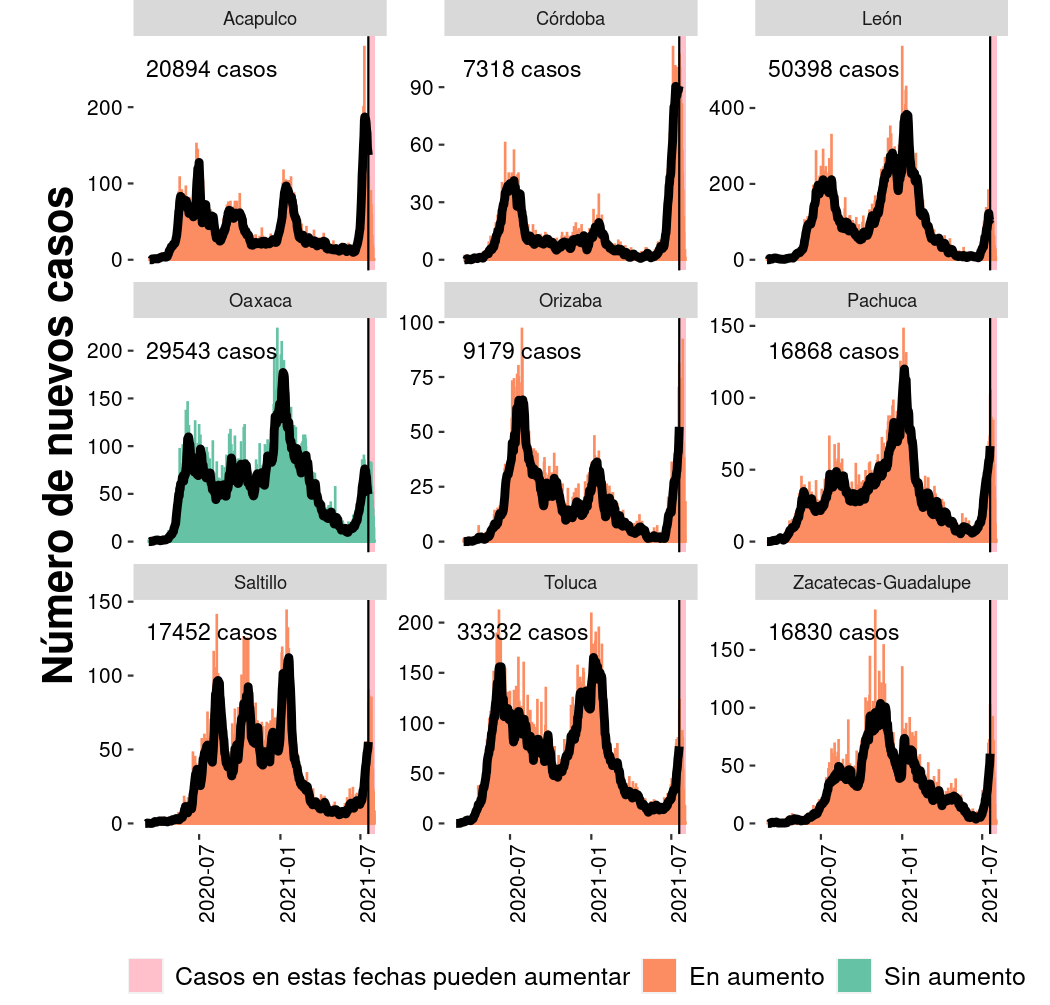 Número de nuevos casos
Acapulco
Córdoba
León
20894 casos
7318 casos
50398 casos
200
100
0
90
60
30
0
400
200
0
Oaxaca
Orizaba
Pachuca
29543 casos
9179 casos
16868 casos
200
150
100
50
0
100
75
50
25
0
150
100
50
0
Saltillo
Toluca
Zacatecas-Guadalupe
17452 casos
33332 casos
16830 casos
150
100
50
0
200
150
100
50
0
150
100
50
0
2020-07
2021-01
2021-07
2020-07
2021-01
2021-07
2020-07
2021-01
2021-07
Casos en estas fechas pueden aumentar
En aumento
Sin aumento